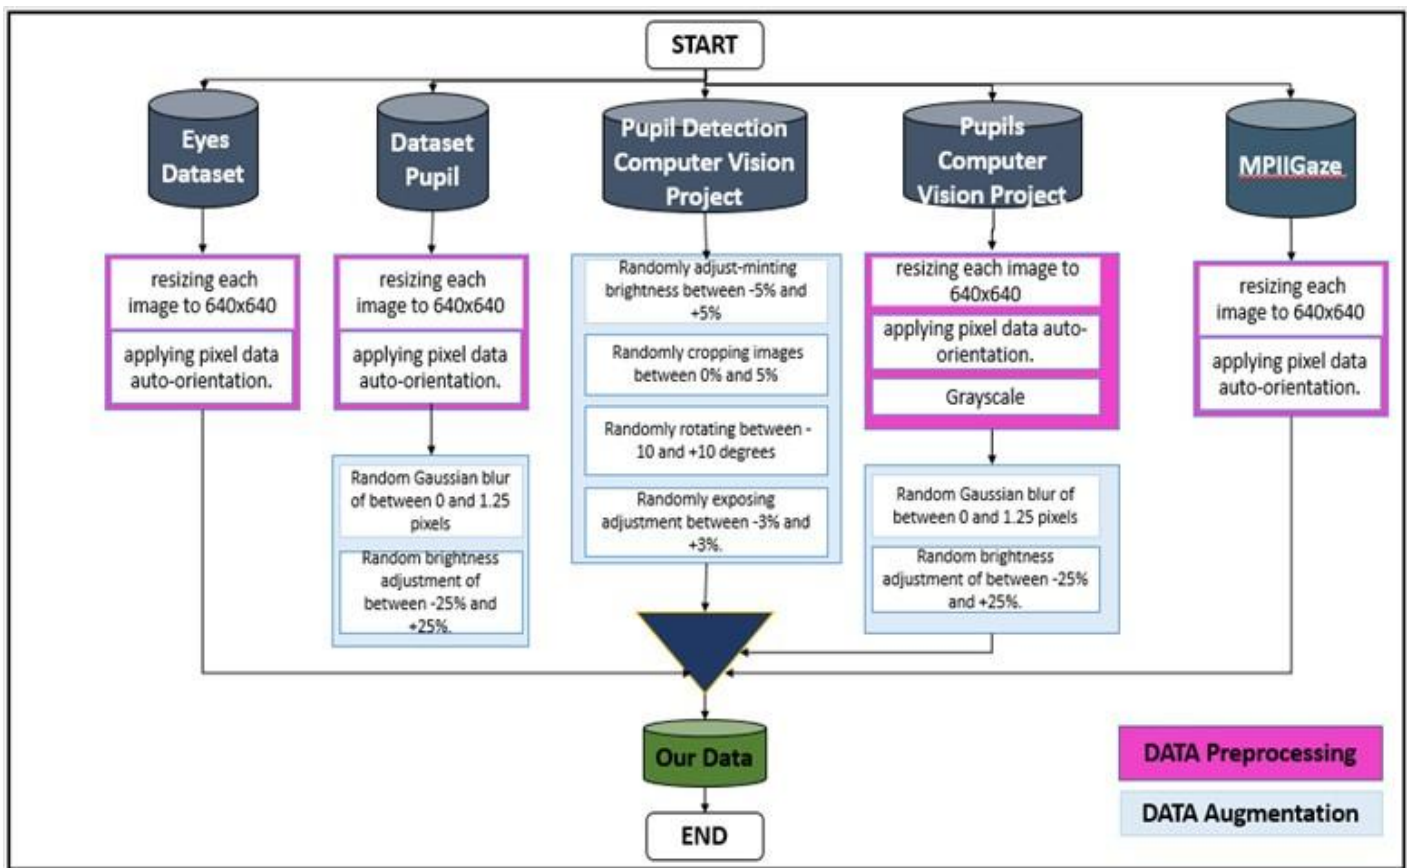 START
Eyes
Dataset
Dataset
Pupil
Pupil Detection
Computer Vision
Project
Pupils
Computer
Vision Project
MPIIGaze
resizing each
image to 640x640
applying pixel data
auto-orientation.
resizing each
image to 640x640
applying pixel data
auto-orientation.
Random Gaussian blur
of between 0 and 1.25
pixels
Random brightness
adjustment of
between -25% and
+25%.
Randomly adjust-minting
brightness between -5% and
+5%
Randomly cropping images
between 0% and 5%
Randomly rotating between -
10 and +10 degrees
Randomly exposing
adjustment between -3% and
+3%.
resizing each image to
640x640
applying pixel data auto-
orientation.
Grayscale
Random Gaussian blur of
between 0 and 1.25 pixels
Random brightness
adjustment of between -25%
and +25%.
resizing each
image to 640x640
applying pixel data
auto-orientation.
Our Data
END
DATA Preprocessing
DATA Augmentation